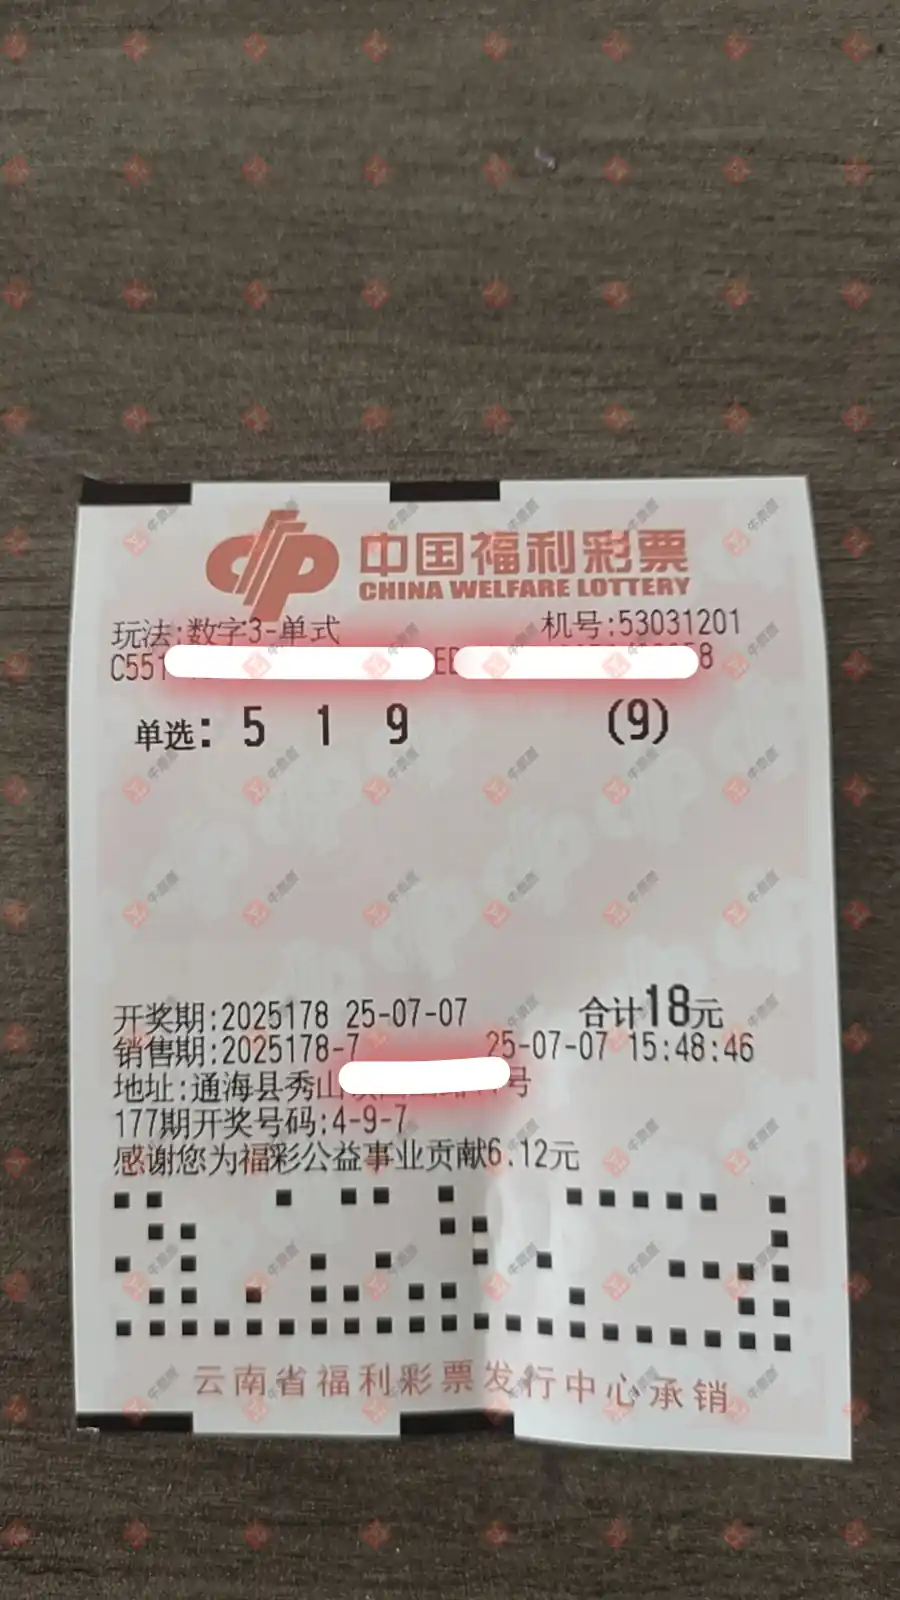 中国福利彩票
CHINA WELFARE LOTTERY
玩法:数字3-单式 机号:53031201
C551 ED 8
单选: 5 1 9 (9)
开奖期:2025178 25-07-07 合计18元
销售期:2025178-7 25-07-07 15:48:46
地址:通海县秀山 号
177期开奖号码:4-9-7
感谢您为福彩公益事业贡献6.12元
云南省福利彩票发行中心承销